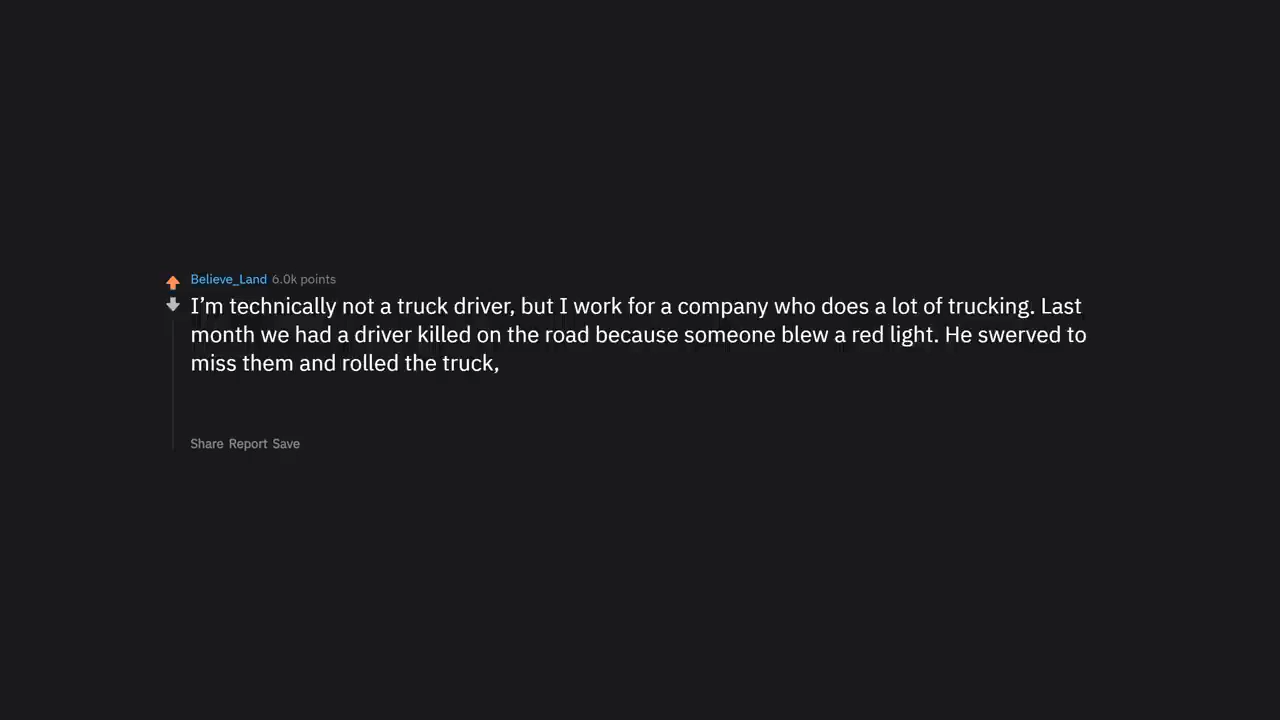 Believe_Land 6.0k points
I’m technically not a truck driver, but I work for a company who does a lot of trucking. Last
month we had a driver killed on the road because someone blew a red light. He swerved to
miss them and rolled the truck,
Share Report Save